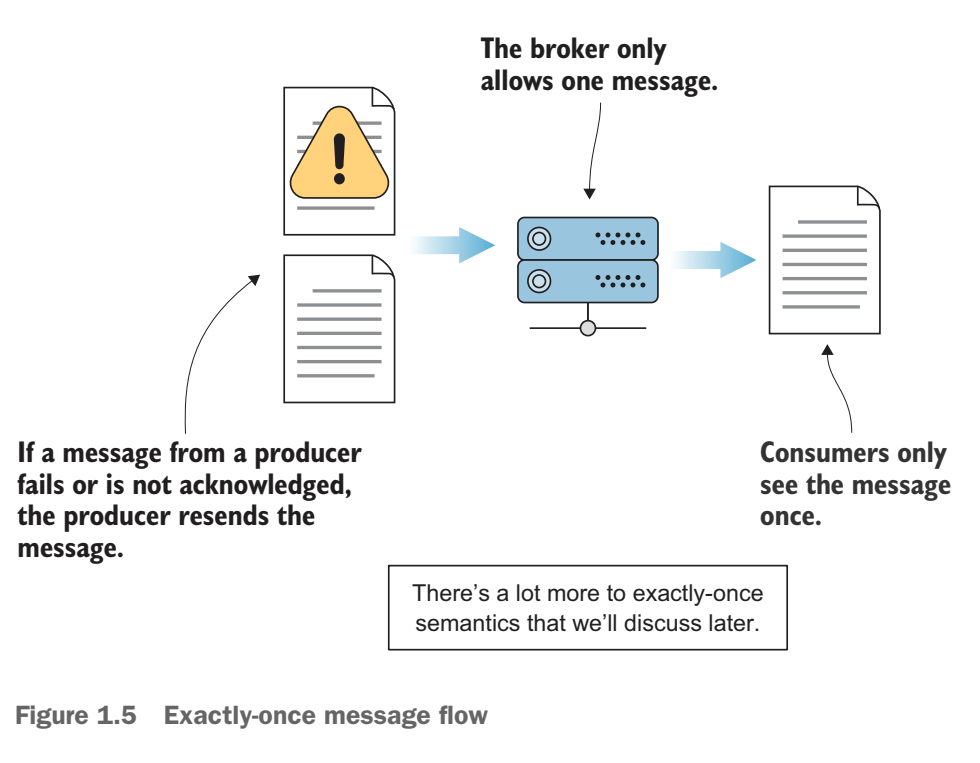 The broker only
allows one message.
If a message from a producer
fails or is not acknowledged,
the producer resends the
message.
Consumers only
see the message
once.
There’s a lot more to exactly-once
semantics that we’ll discuss later.
Figure 1.5 Exactly-once message flow